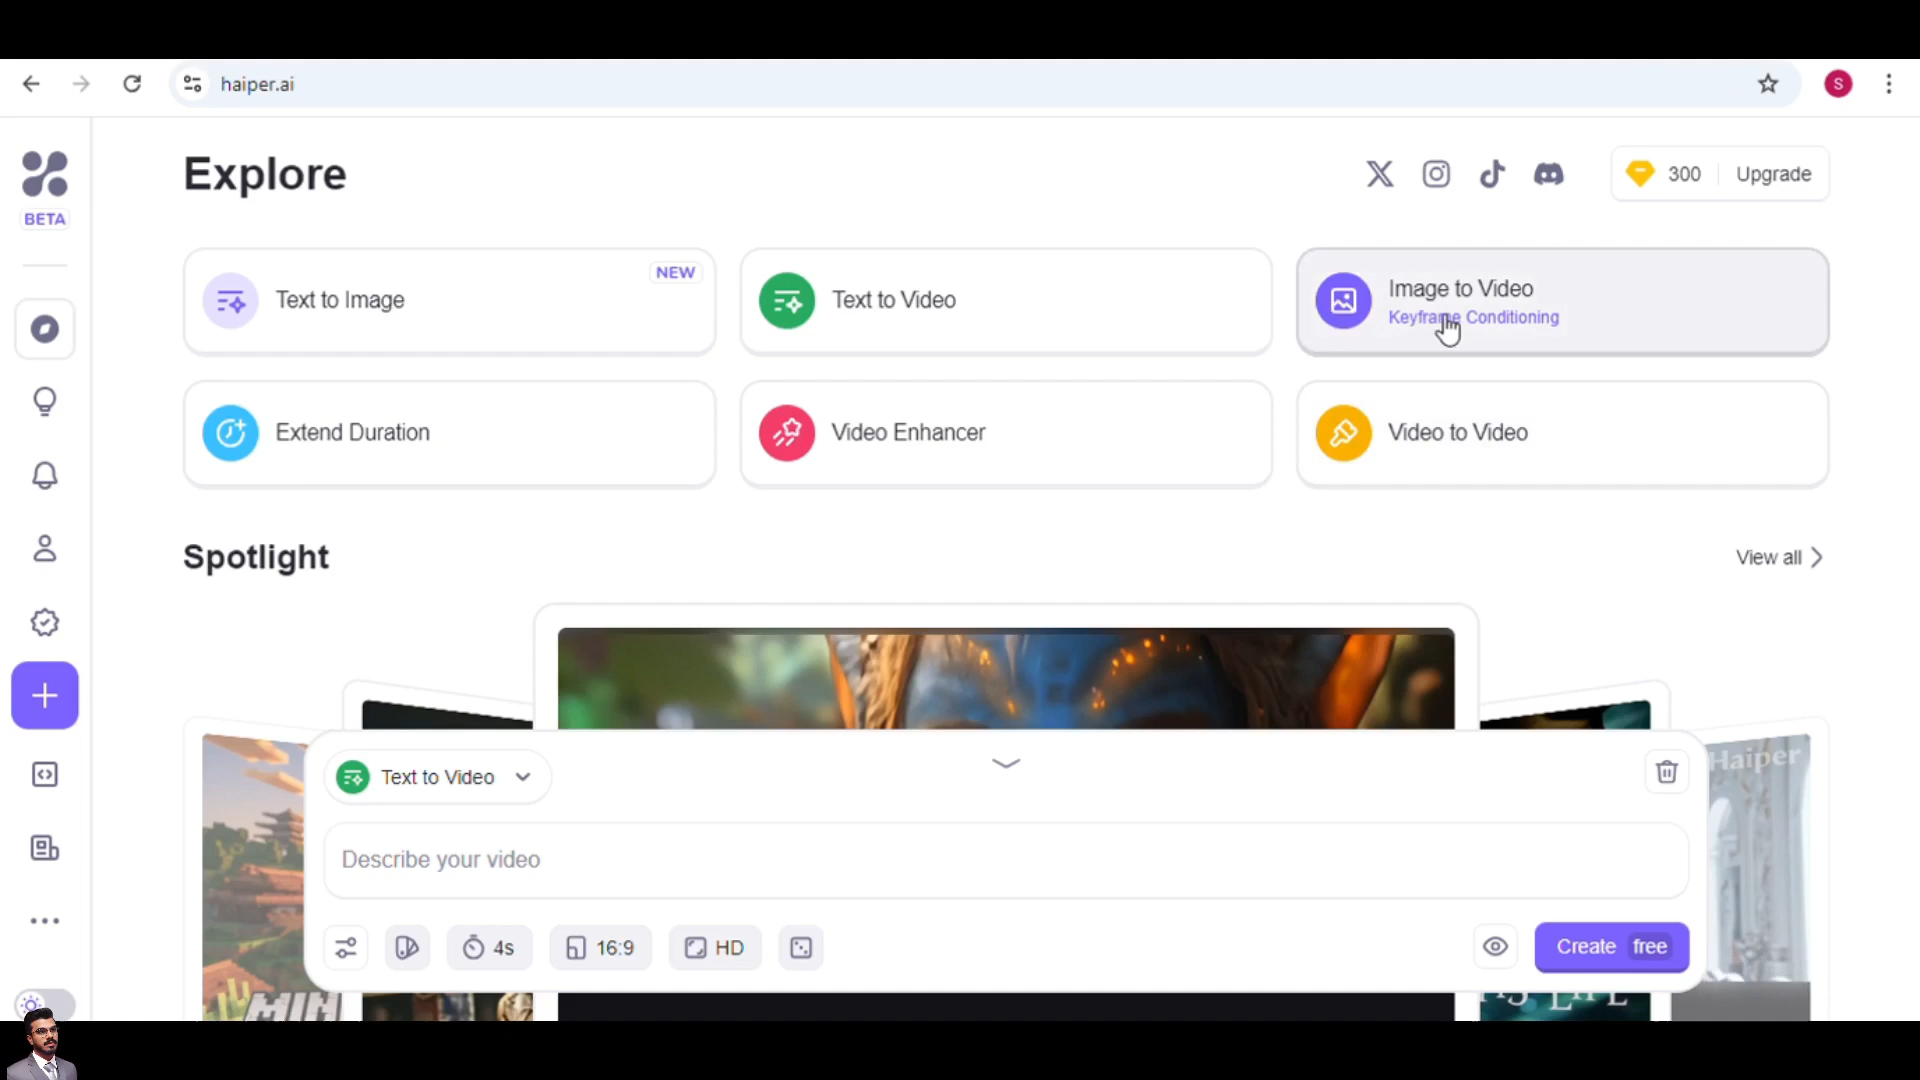 haiper.ai
S
BETA
Explore
300
Upgrade
Text to Image
NEW
Text to Video
Image to Video
Keyframe Conditioning
Extend Duration
Video Enhancer
Video to Video
Spotlight
View all
Haiper
Text to Video
Describe your video
4s
16:9
HD
Create free
MIN
LIFE